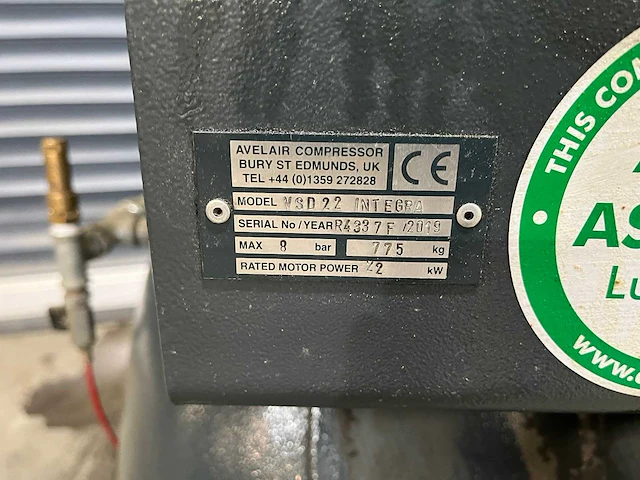 AVELAIR COMPRESSOR
BURY ST EDMUNDS, UK
TEL +44 (0)1359 272828
CE
MODEL VSD 22 INTEGRA
SERIAL No / YEAR R4337F /2019
MAX 8 bar 775 kg
RATED MOTOR POWER 22 kW
THIS
AS
Lu
www.